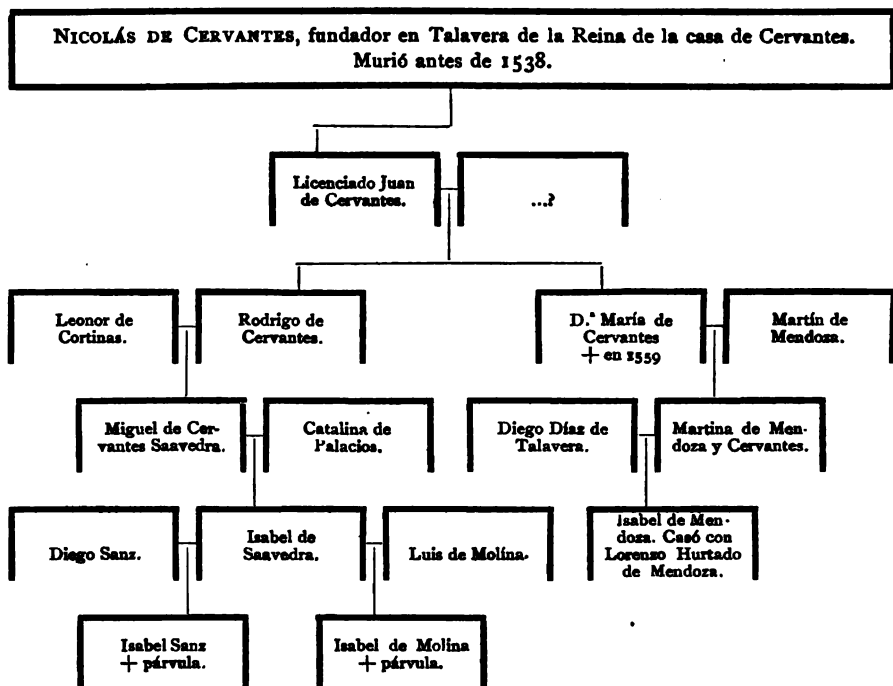 NICOLÁS DE CERVANTES, fundador en Talavera de la Reina de la casa de Cervantes.
Murió antes de 1538.
Licenciado Juan
de Cervantes.
...?
Leonor de
Cortinas.
Rodrigo de
Cervantes.
D.ª María de
Cervantes
+ en 1559
Martín de
Mendoza.
Miguel de Cer-
vantes Saavedra.
Catalina de
Palacios.
Diego Díaz de
Talavera.
Martina de Men-
doza y Cervantes.
Diego Sanz.
Isabel de
Saavedra.
Luis de Molína.
Isabel de Men-
doza. Casó con
Lorenzo Hurtado
de Mendoza.
Isabel Sanz
+ párvula.
Isabel de Molina
+ párvula.